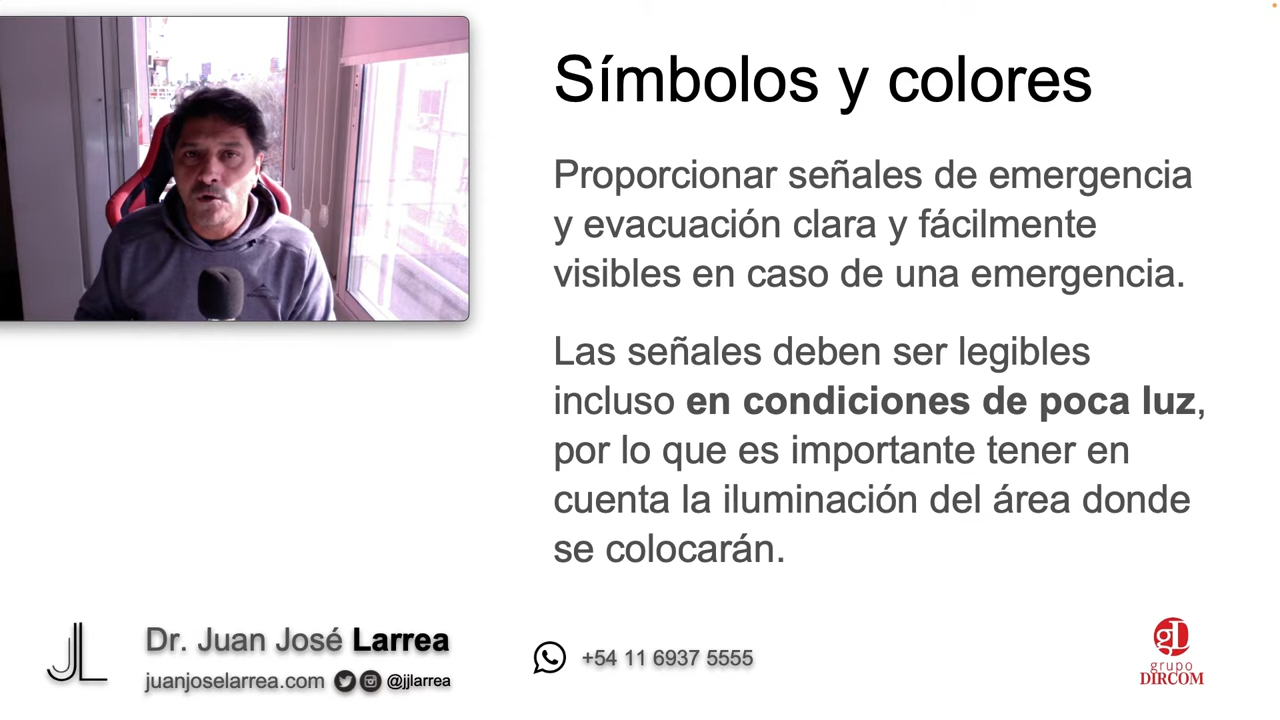 Símbolos y colores
Proporcionar señales de emergencia
y evacuación clara y fácilmente
visibles en caso de una emergencia.
Las señales deben ser legibles
incluso en condiciones de poca luz,
por lo que es importante tener en
cuenta la iluminación del área donde
se colocarán.
JL
Dr. Juan José Larrea
juanjoselarrea.com @jjlarrea
+54 11 6937 5555
gD
grupo
DIRCOM